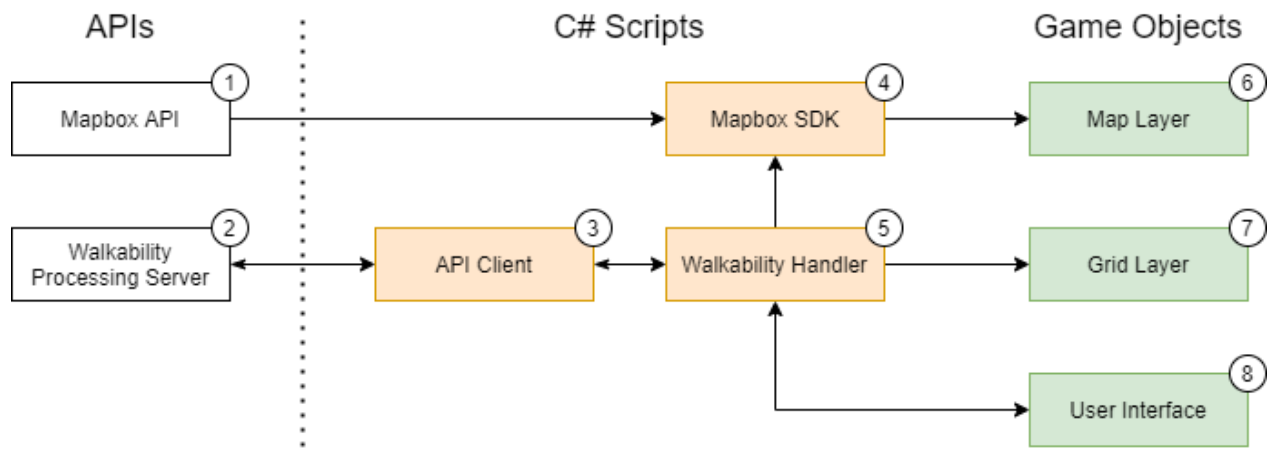 APIs
C# Scripts
Game Objects
1
Mapbox API
4
Mapbox SDK
6
Map Layer
2
Walkability
Processing Server
3
API Client
5
Walkability Handler
7
Grid Layer
8
User Interface